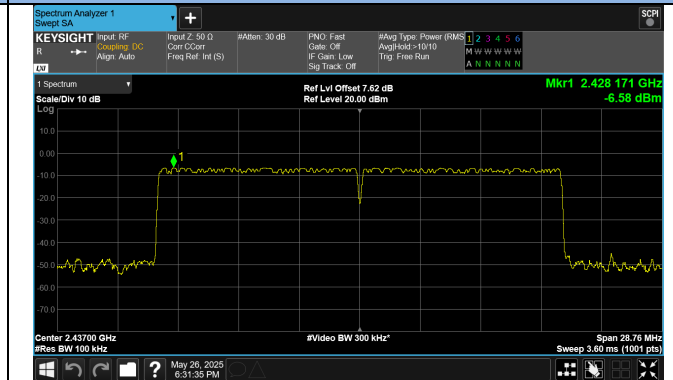 Spectrum Analyzer 1
Swept SA
SCPI
KEYSIGHT
R
LXI
Input: RF
Coupling: DC
Align: Auto
Input Z: 50 Ω
Corr CCorr
Freq Ref: Int (S)
#Atten: 30 dB
PNO: Fast
Gate: Off
IF Gain: Low
Sig Track: Off
#Avg Type: Power (RMS
Avg|Hold:>10/10
Trig: Free Run
1 2 3 4 5 6
M W W W W W
A N N N N N
1 Spectrum
Scale/Div 10 dB
Log
Ref Lvl Offset 7.62 dB
Ref Level 20.00 dBm
Mkr1 2.428 171 GHz
-6.58 dBm
10.0
0.00
-10.0
-20.0
-30.0
-40.0
-50.0
-60.0
-70.0
1
Center 2.43700 GHz
#Res BW 100 kHz
#Video BW 300 kHz*
Span 28.76 MHz
Sweep 3.60 ms (1001 pts)
?
May 26, 2025
6:31:35 PM